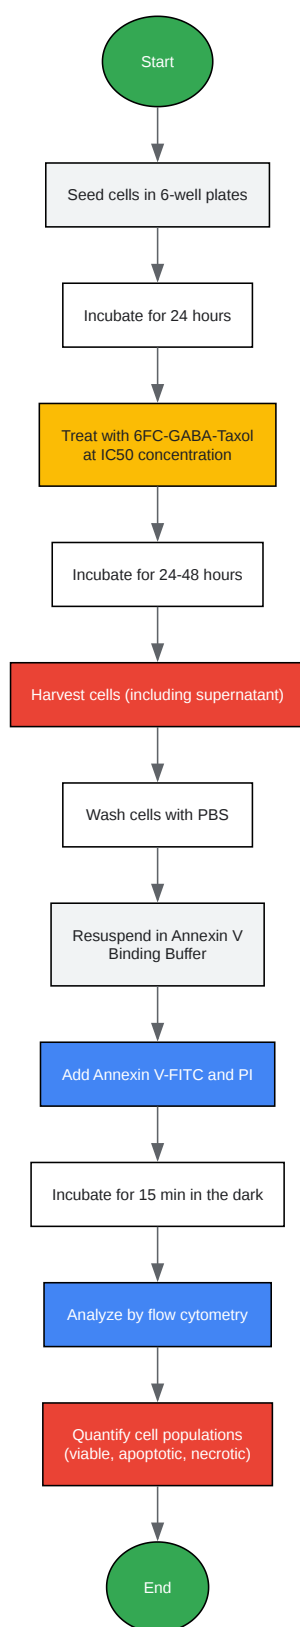 Start
Seed cells in 6-well plates
Incubate for 24 hours
Treat with 6FC-GABA-Taxol
at IC50 concentration
Incubate for 24-48 hours
Harvest cells (including supernatant)
Wash cells with PBS
Resuspend in Annexin V
Binding Buffer
Add Annexin V-FITC and PI
Incubate for 15 min in the dark
Analyze by flow cytometry
Quantify cell populations
(viable, apoptotic, necrotic)
End